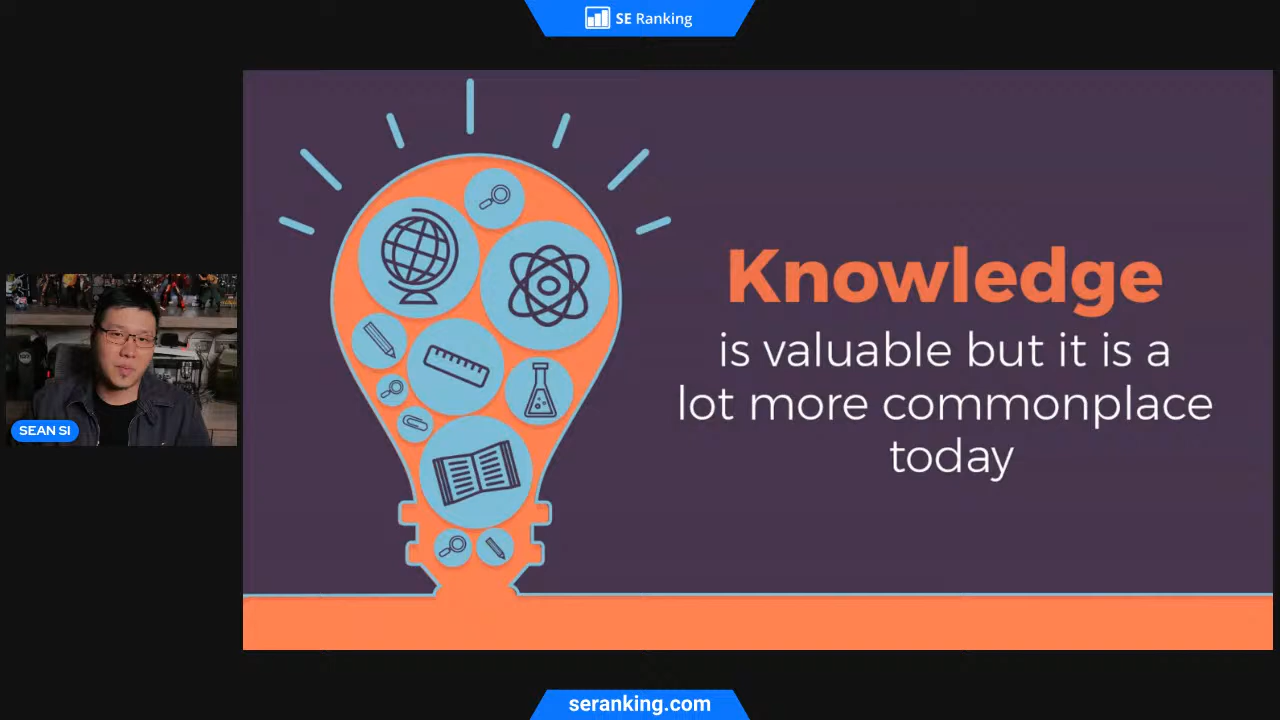 SE Ranking
Knowledge
is valuable but it is a
lot more commonplace
today
SEAN SI
seranking.com